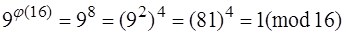 9^{φ(16)} = 9^8 = (9^2)^4 = (81)^4 = 1(mod 16)